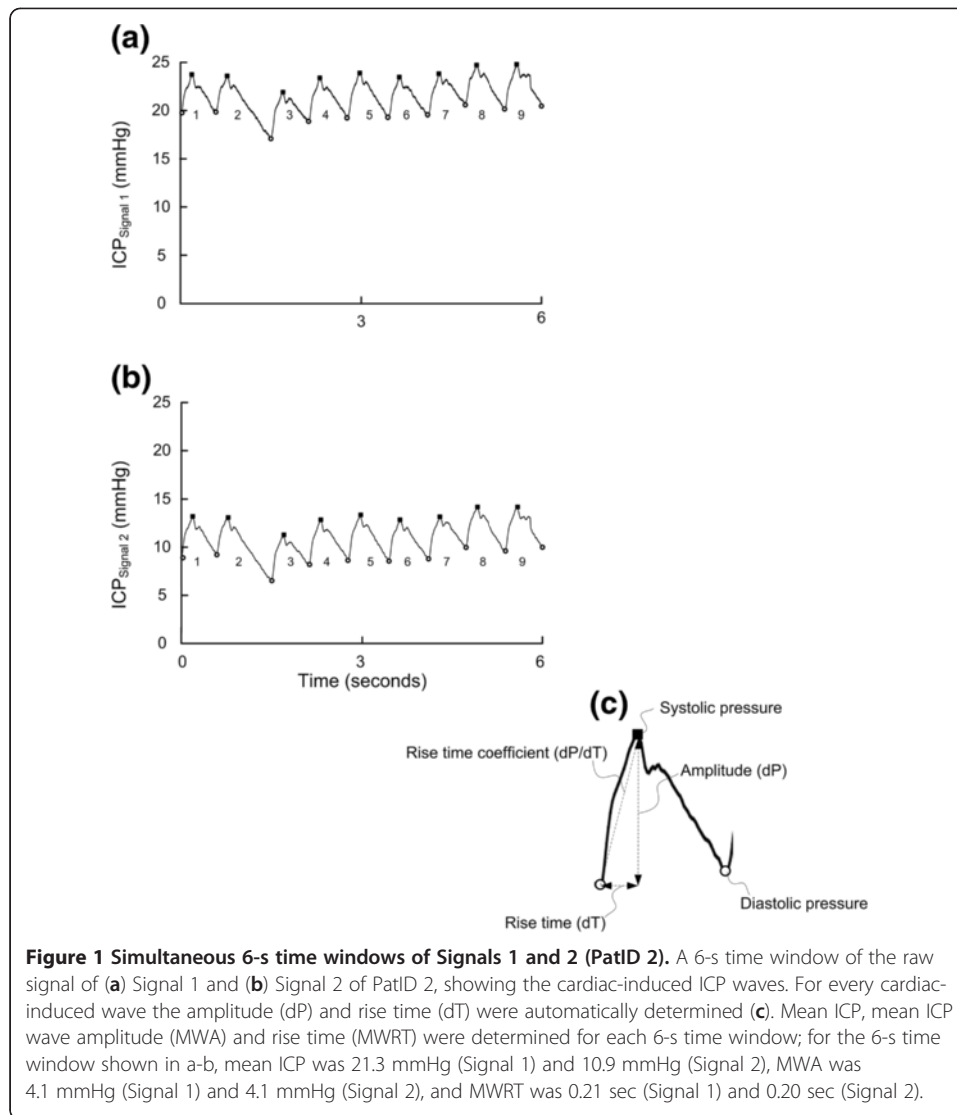 (a)
25
20
15
10
5
0
ICP Signal 1 (mmHg)
1 2 3 4 5 6 7 8 9
3 6
(b)
25
20
15
10
5
0
ICP Signal 2 (mmHg)
1 2 3 4 5 6 7 8 9
0 3 6
Time (seconds)
(c)
Systolic pressure
Rise time coefficient (dP/dT)
Amplitude (dP)
Diastolic pressure
Rise time (dT)
Figure 1 Simultaneous 6-s time windows of Signals 1 and 2 (PatID 2). A 6-s time window of the raw
signal of (a) Signal 1 and (b) Signal 2 of PatID 2, showing the cardiac-induced ICP waves. For every cardiac-
induced wave the amplitude (dP) and rise time (dT) were automatically determined (c). Mean ICP, mean ICP
wave amplitude (MWA) and rise time (MWRT) were determined for each 6-s time window; for the 6-s time
window shown in a-b, mean ICP was 21.3 mmHg (Signal 1) and 10.9 mmHg (Signal 2), MWA was
4.1 mmHg (Signal 1) and 4.1 mmHg (Signal 2), and MWRT was 0.21 sec (Signal 1) and 0.20 sec (Signal 2).